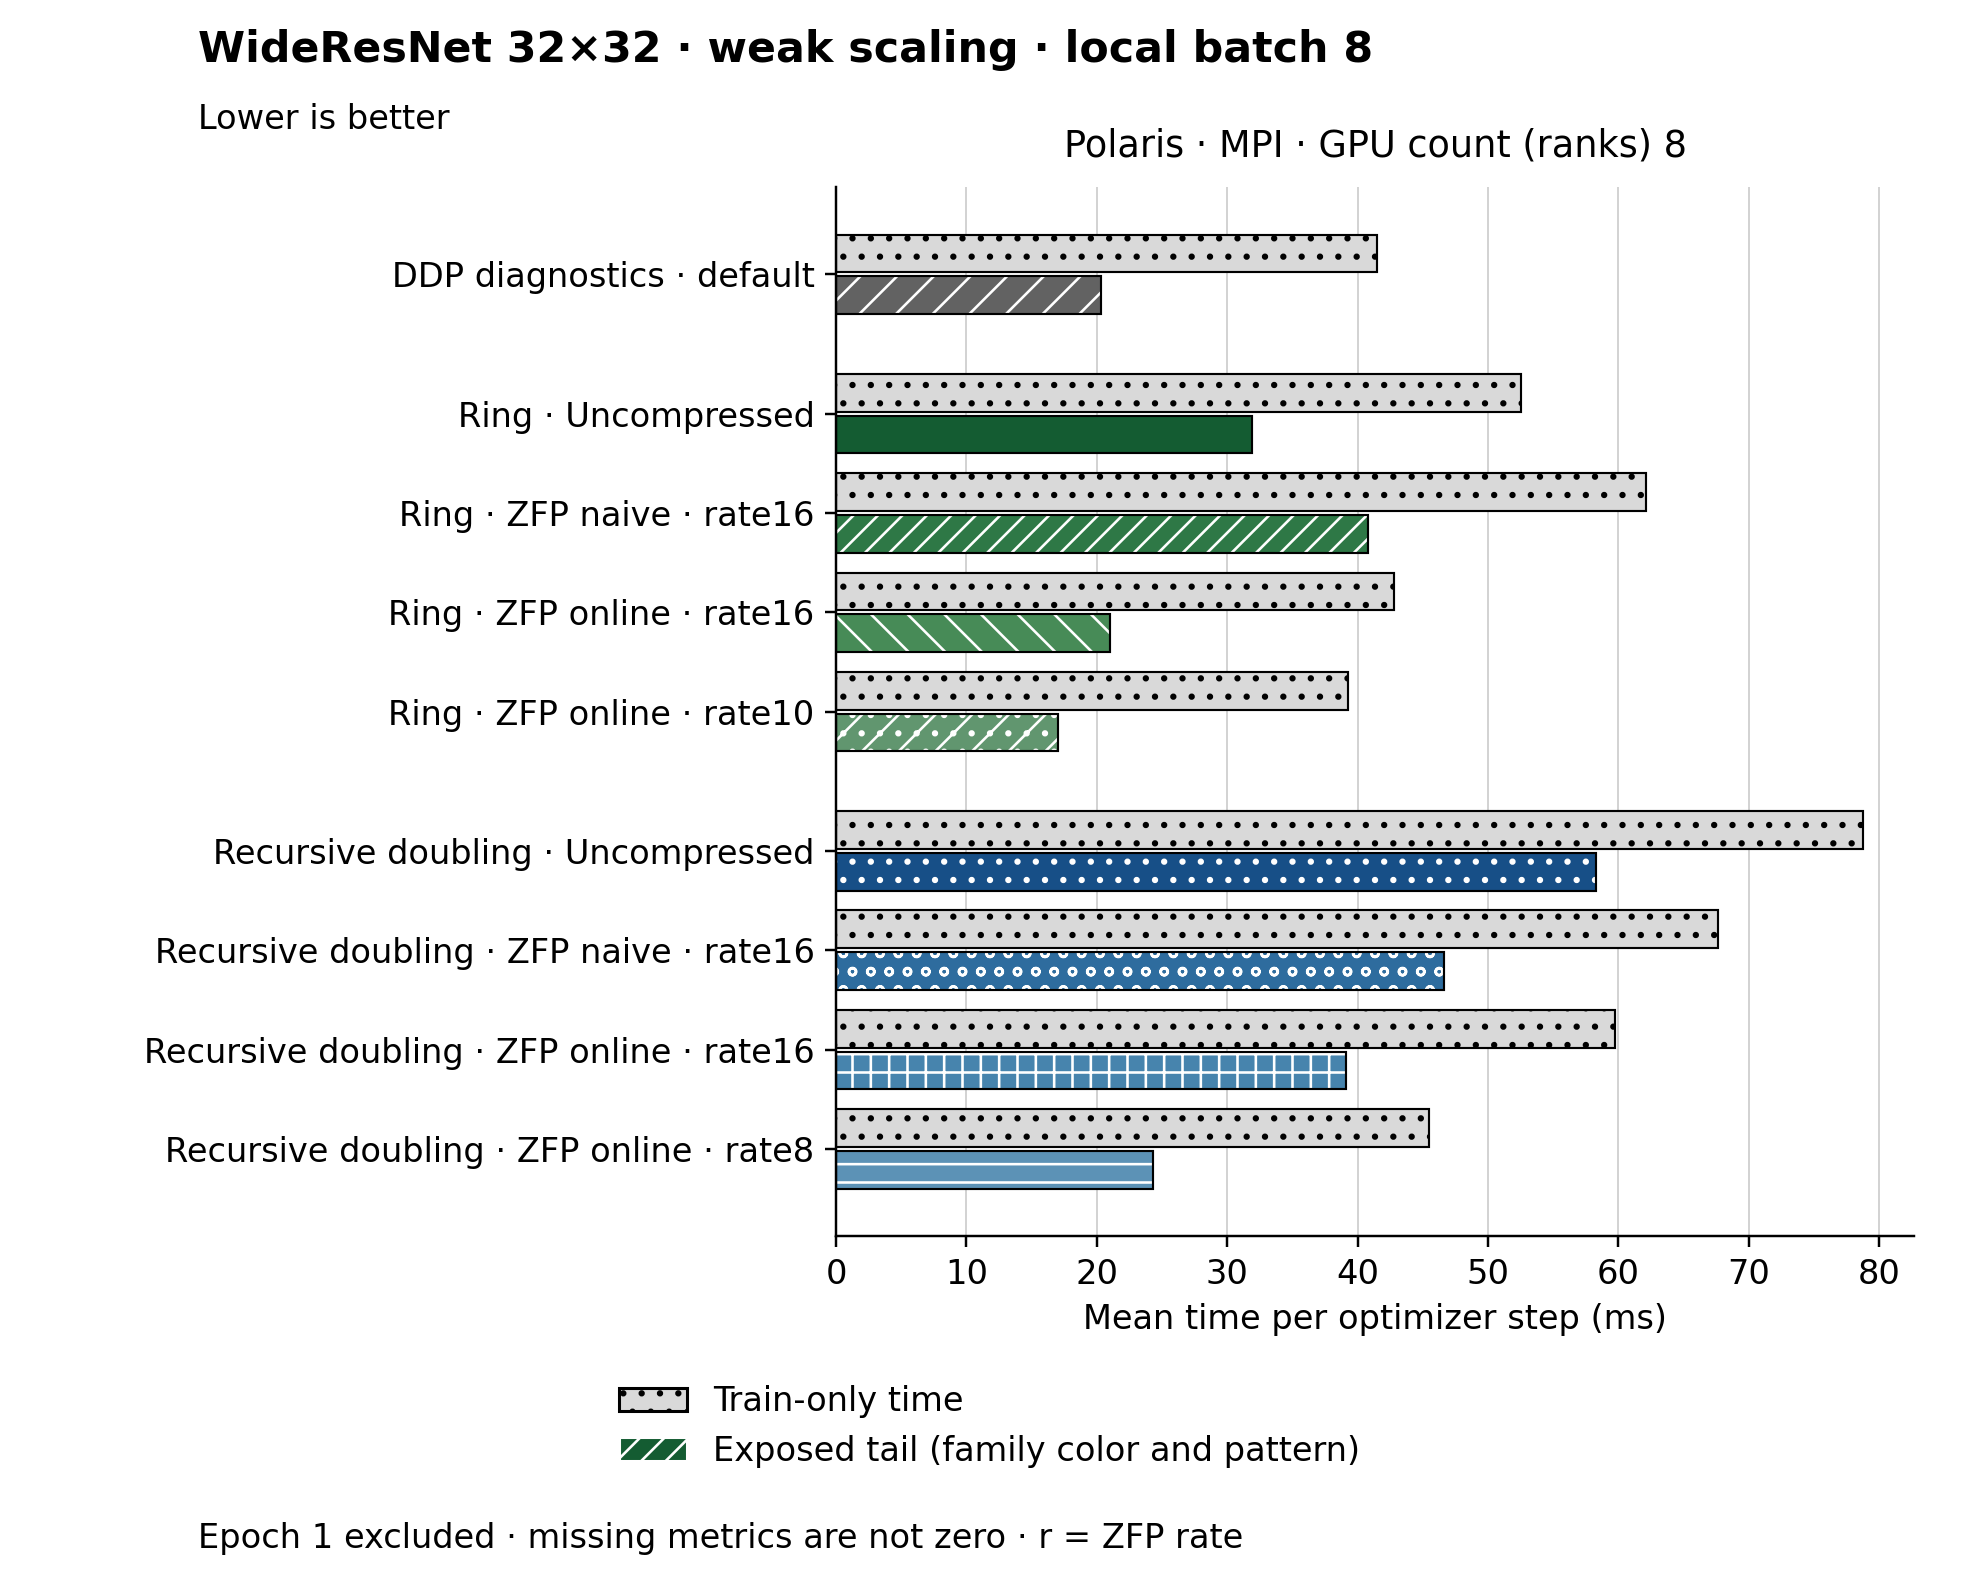 WideResNet 32×32 · weak scaling · local batch 8
Lower is better
Polaris · MPI · GPU count (ranks) 8
DDP diagnostics · default
Ring · Uncompressed
Ring · ZFP naive · rate16
Ring · ZFP online · rate16
Ring · ZFP online · rate10
Recursive doubling · Uncompressed
Recursive doubling · ZFP naive · rate16
Recursive doubling · ZFP online · rate16
Recursive doubling · ZFP online · rate8
0 10 20 30 40 50 60 70 80
Mean time per optimizer step (ms)
Train-only time
Exposed tail (family color and pattern)
Epoch 1 excluded · missing metrics are not zero · r = ZFP rate